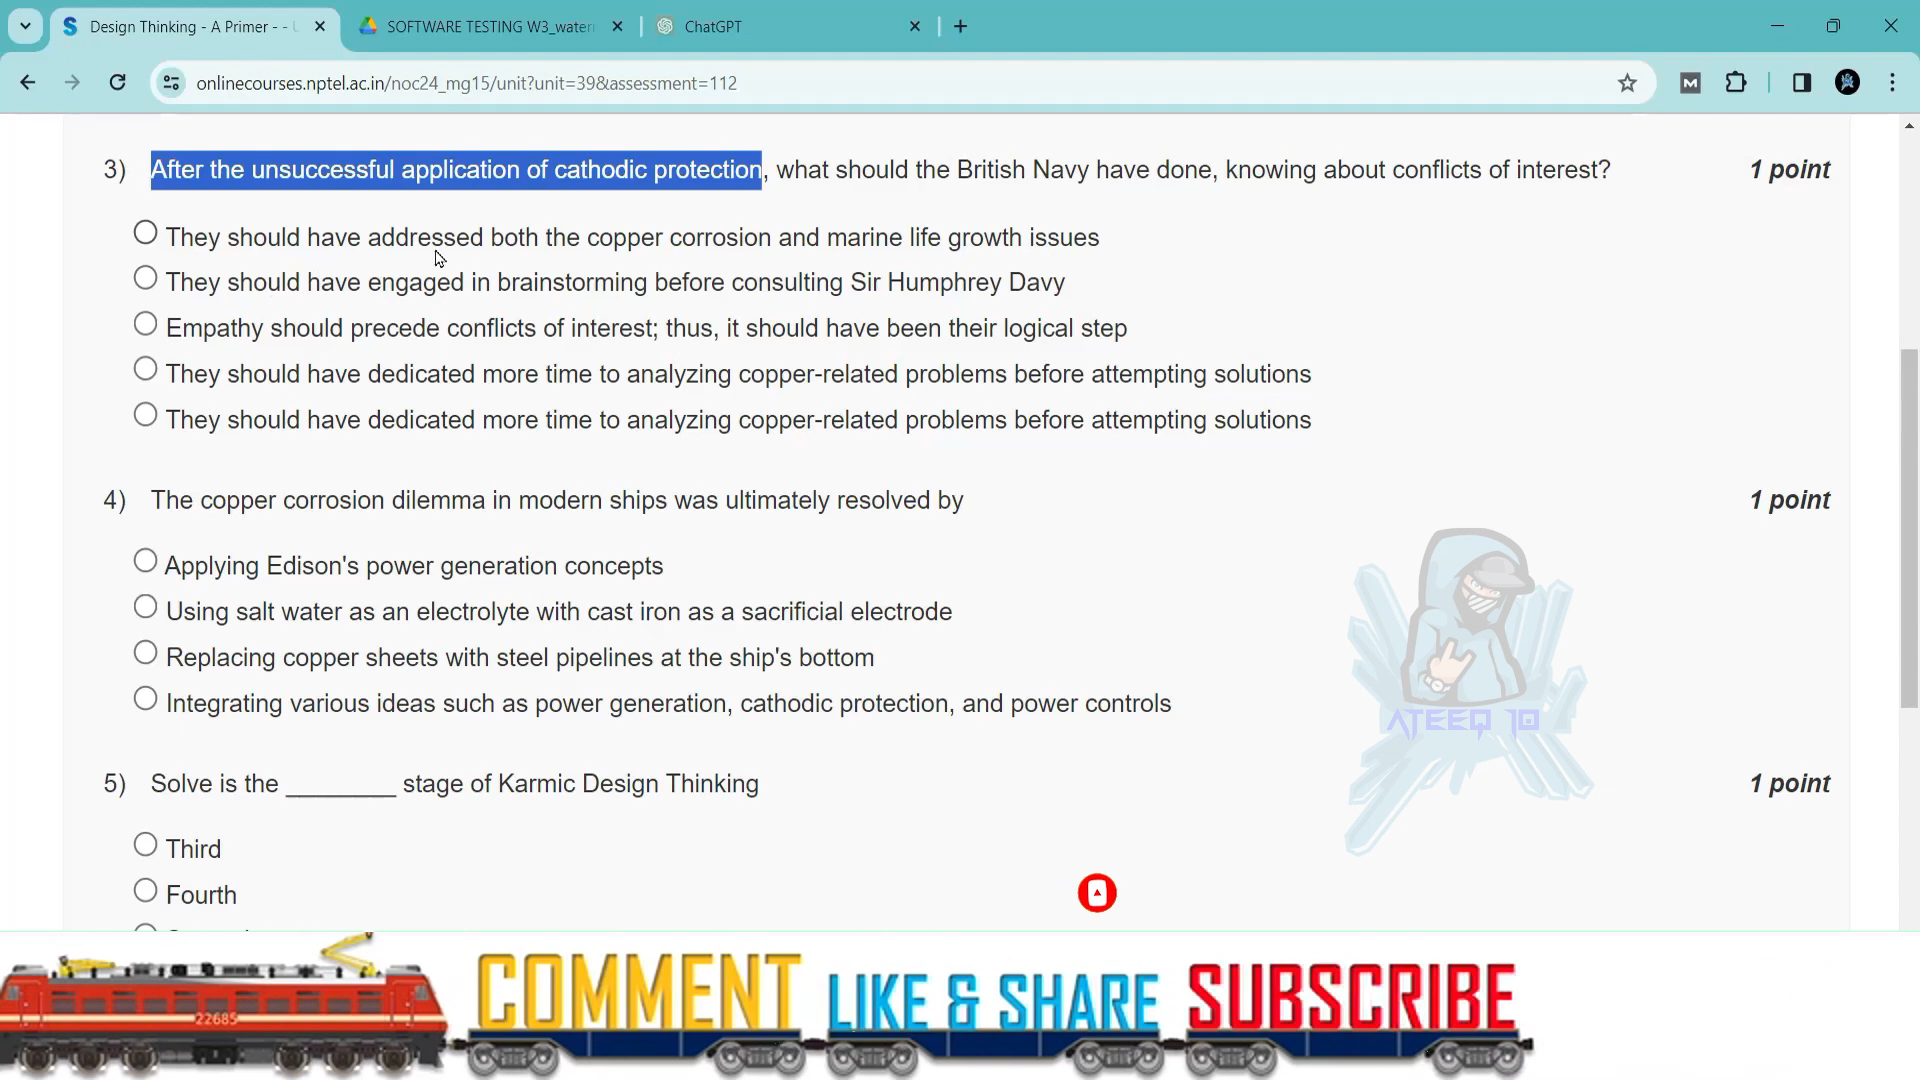 Design Thinking - A Primer - - U
SOFTWARE TESTING W3_water
ChatGPT
onlinecourses.nptel.ac.in/noc24_mg15/unit?unit=39&assessment=112
3) After the unsuccessful application of cathodic protection, what should the British Navy have done, knowing about conflicts of interest? 1 point
They should have addressed both the copper corrosion and marine life growth issues
They should have engaged in brainstorming before consulting Sir Humphrey Davy
Empathy should precede conflicts of interest; thus, it should have been their logical step
They should have dedicated more time to analyzing copper-related problems before attempting solutions
They should have dedicated more time to analyzing copper-related problems before attempting solutions
4) The copper corrosion dilemma in modern ships was ultimately resolved by 1 point
Applying Edison's power generation concepts
Using salt water as an electrolyte with cast iron as a sacrificial electrode
Replacing copper sheets with steel pipelines at the ship's bottom
Integrating various ideas such as power generation, cathodic protection, and power controls
ATEEQ 10
5) Solve is the ________ stage of Karmic Design Thinking 1 point
Third
Fourth
22685
COMMENT LIKE & SHARE SUBSCRIBE